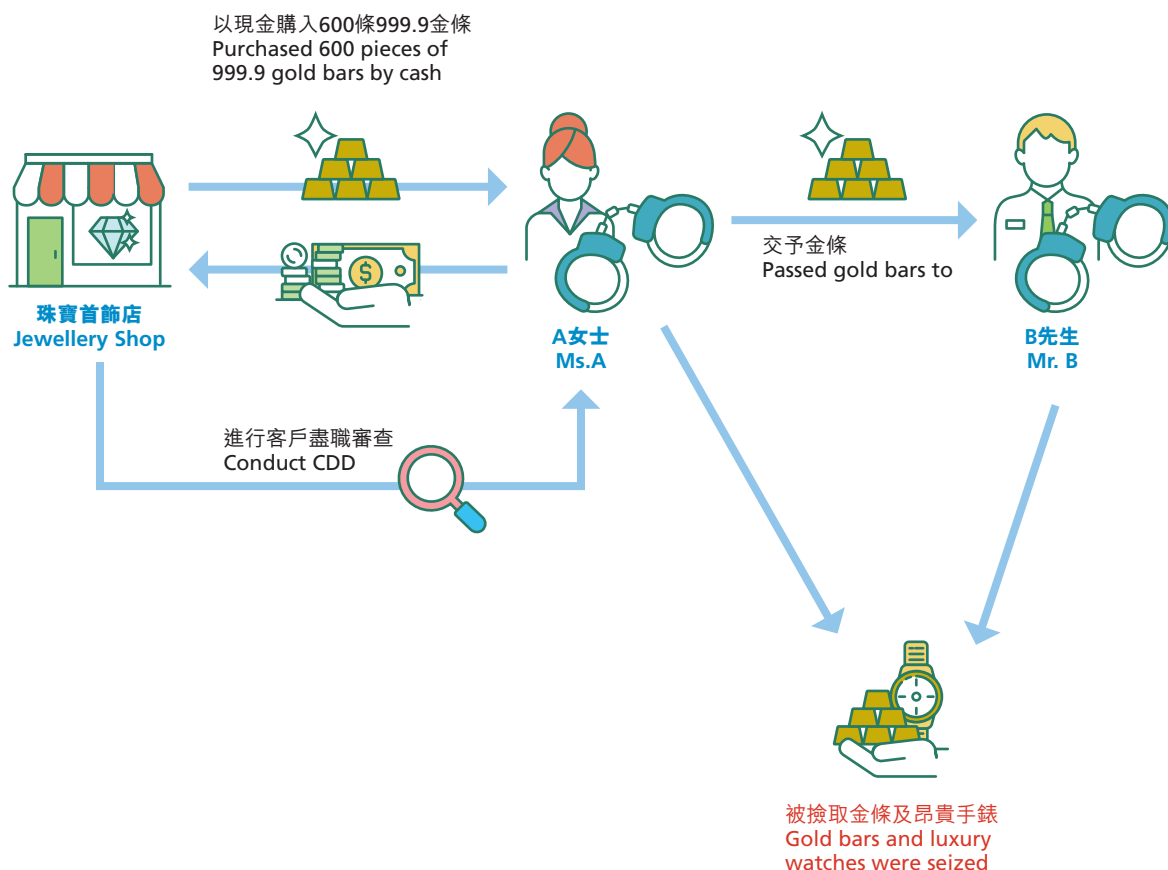 以現金購入600條999.9金條
Purchased 600 pieces of
999.9 gold bars by cash
交予金條
Passed gold bars to
珠寶首飾店
Jewellery Shop
A女士
Ms.A
B先生
Mr. B
進行客戶盡職審查
Conduct CDD
被撿取金條及昂貴手錶
Gold bars and luxury
watches were seized